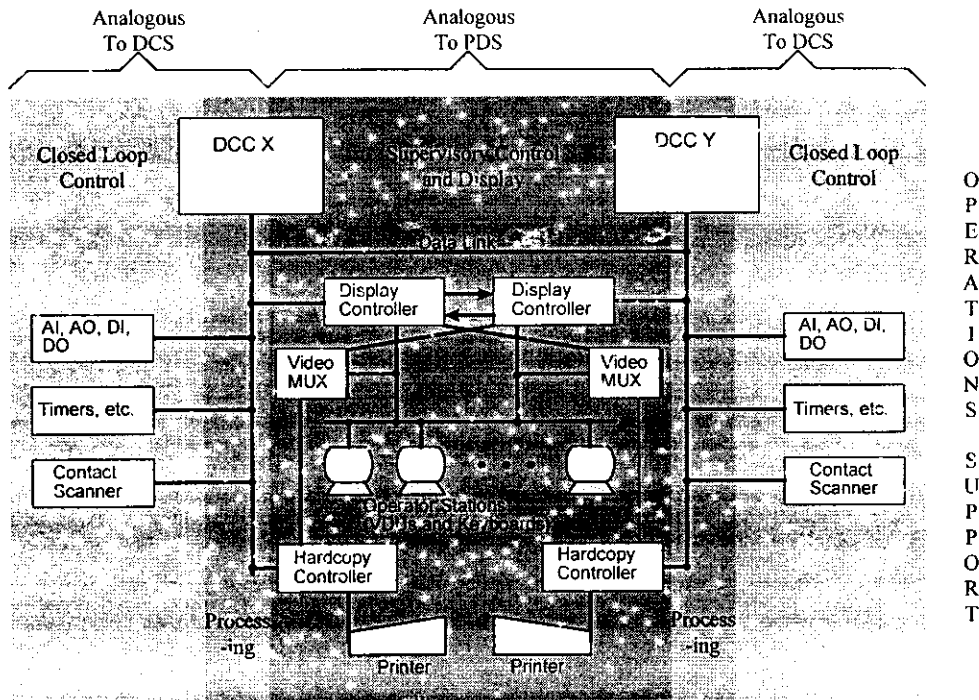 Analogous
To DCS
Analogous
To PDS
Analogous
To DCS
DCC X
DCC Y
Closed Loop
Control
Supervisory Control
and Display
Closed Loop
Control
Data Link
Display
Controller
Display
Controller
AI, AO, DI,
DO
Video
MUX
Video
MUX
AI, AO, DI,
DO
Timers, etc.
Timers, etc.
Contact
Scanner
Contact
Scanner
Operator Stations
(VDUs and Keyboards)
Hardcopy
Controller
Hardcopy
Controller
Process
-ing
Printer
Printer
Process
-ing
OPERATIONS SUPPORT